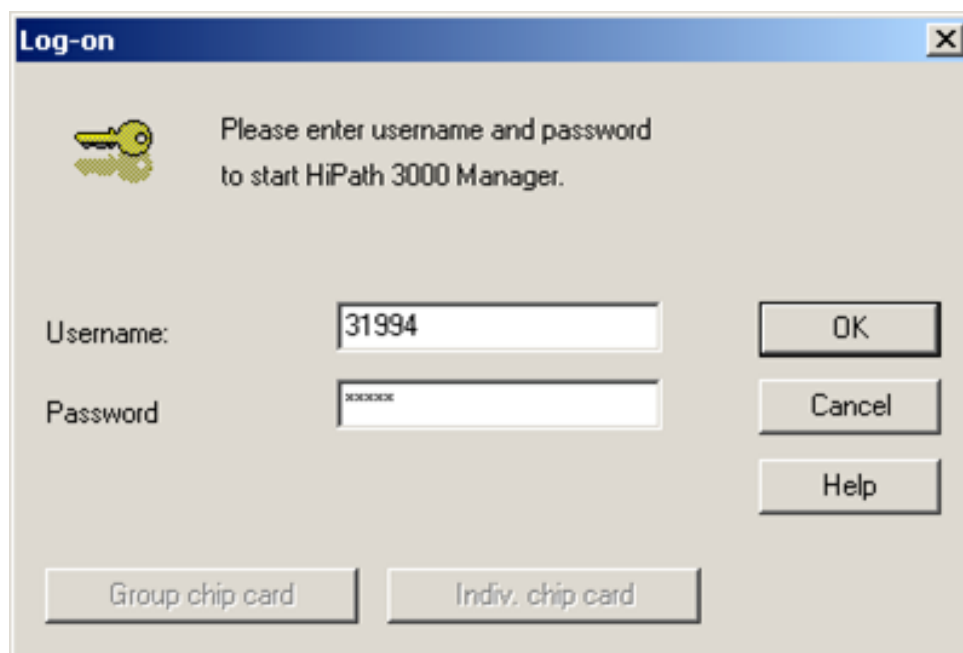 Log-on
Please enter username and password
to start HiPath 3000 Manager.
Username:
31994
OK
Password
*****
Cancel
Help
Group chip card
Indiv. chip card